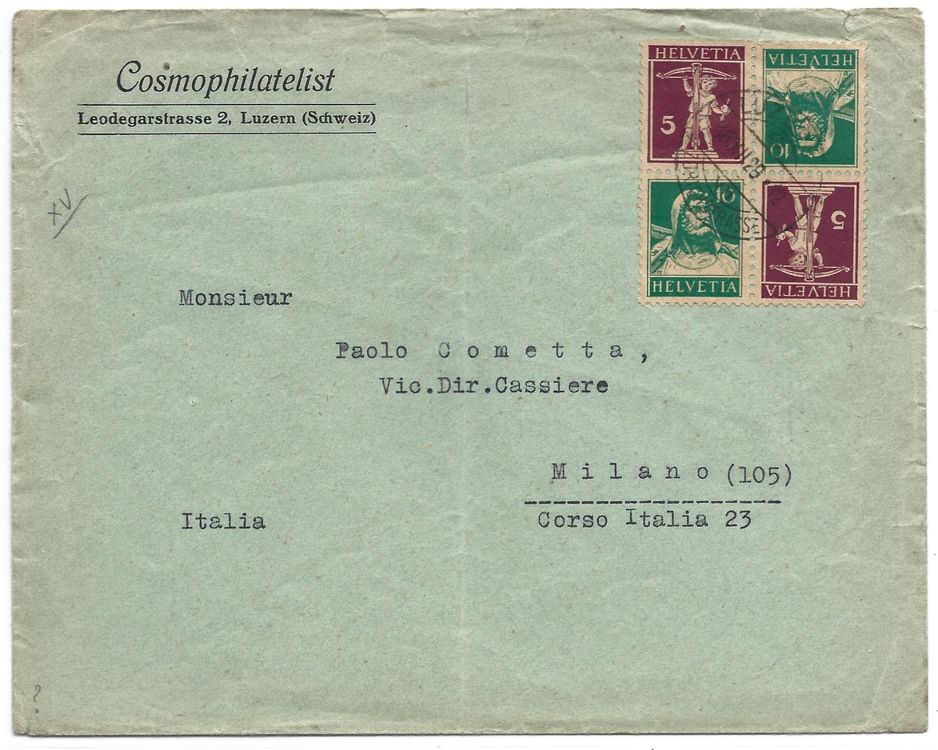 Cosmophilatelist
Leodegarstrasse 2, Luzern (Schweiz)
HELVETIA
5
HELVETIA
10
10
HELVETIA
5
HELVETIA
XV
Monsieur
Paolo Cometta,
Vic.Dir.Cassiere
Milano (105)
Italia
Corso Italia 23
?